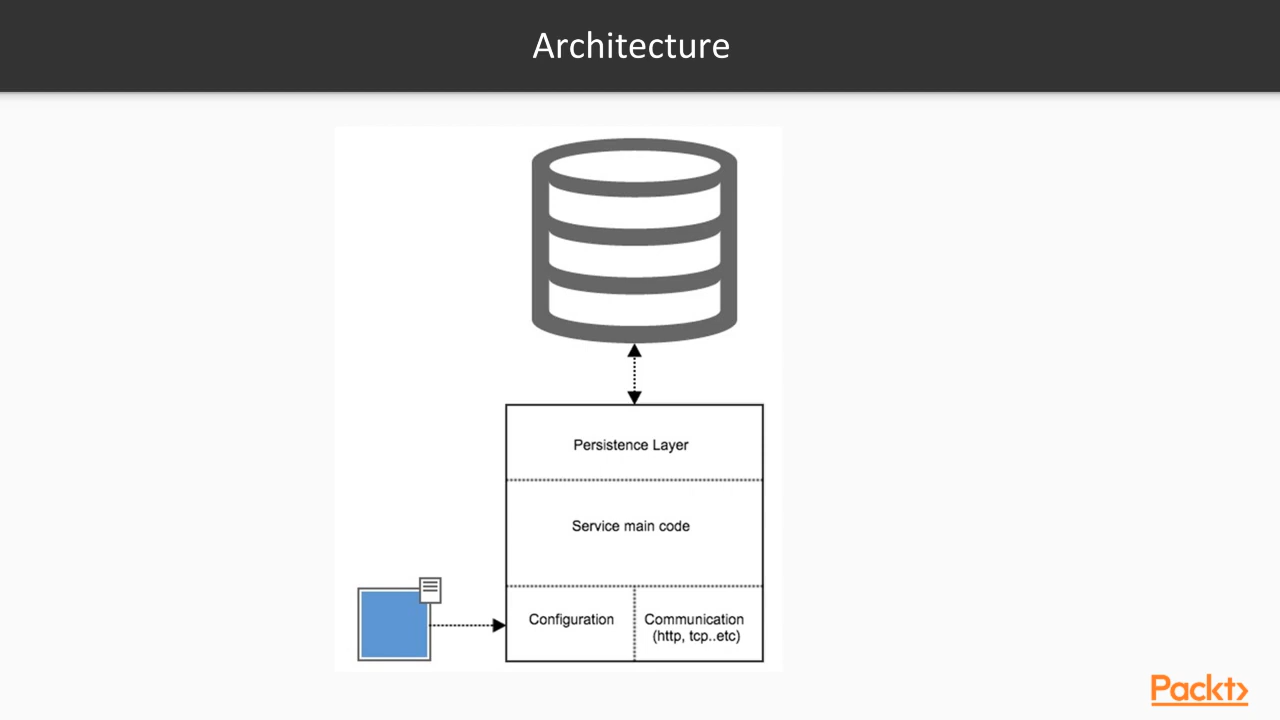 Architecture
Persistence Layer
Service main code
Configuration
Communication
(http, tcp..etc)
Packt